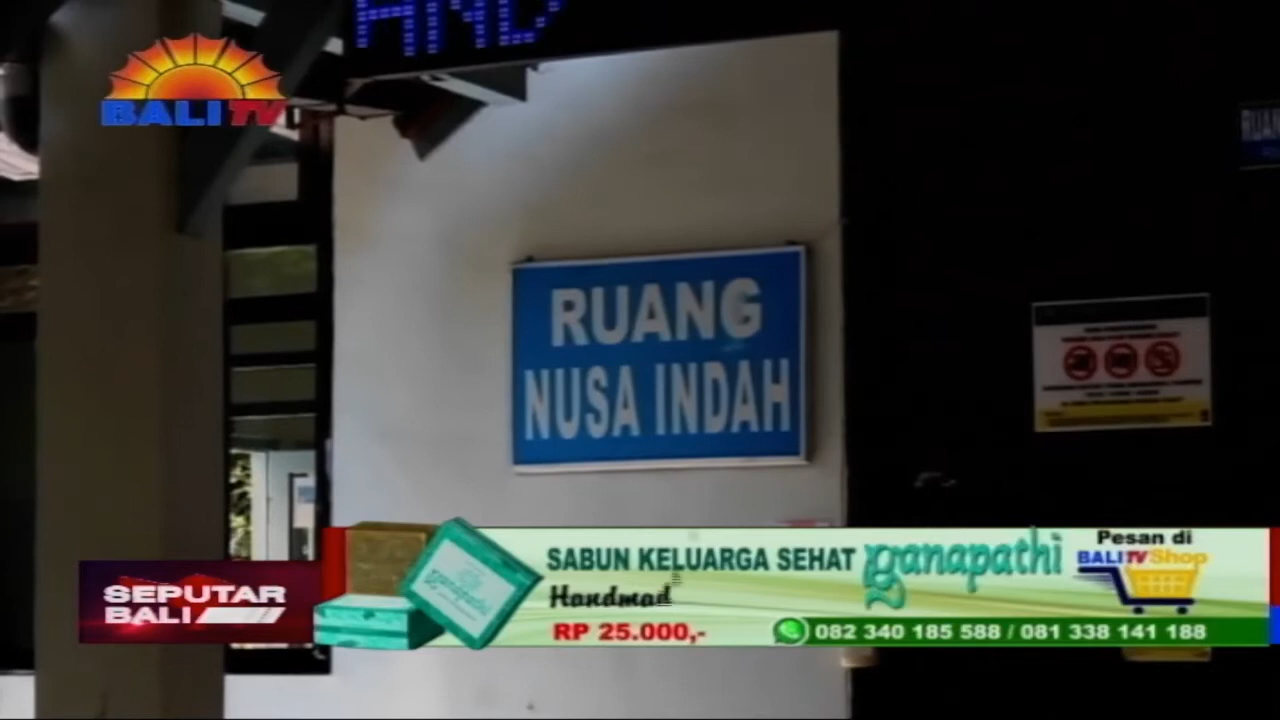 BALI TV
RUANG
NUSA INDAH
SEPUTAR
BALI
SABUN KELUARGA SEHAT ganapathi
Handmad
RP 25.000,-
Pesan di
BALI TV Shop
082 340 185 588 / 081 338 141 188
ganapathi